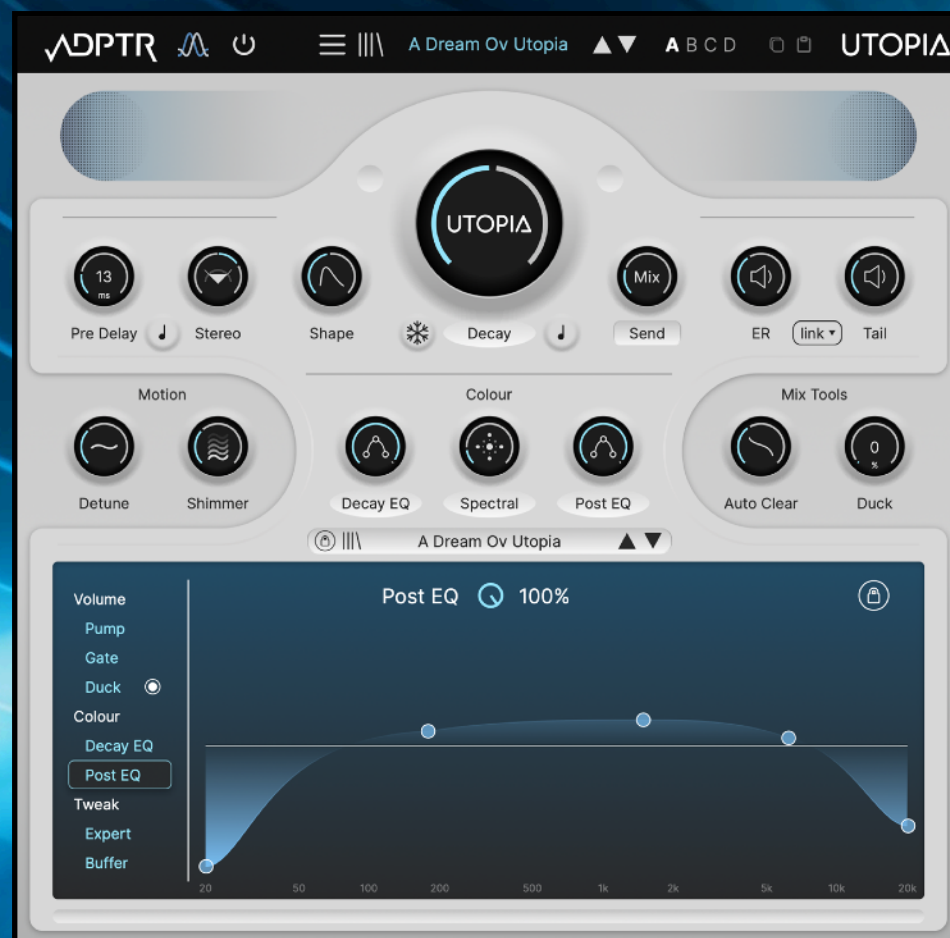 ADPTR A Dream Ov Utopia A B C D UTOPIA
UTOPIA
13
ms
Mix
Pre Delay Stereo Shape Decay Send ER link Tail
Motion Colour Mix Tools
0
%
Detune Shimmer Decay EQ Spectral Post EQ Auto Clear Duck
A Dream Ov Utopia
Post EQ 100%
Volume
Pump
Gate
Duck
Colour
Decay EQ
Post EQ
Tweak
Expert
Buffer
20 50 100 200 500 1k 2k 5k 10k 20k